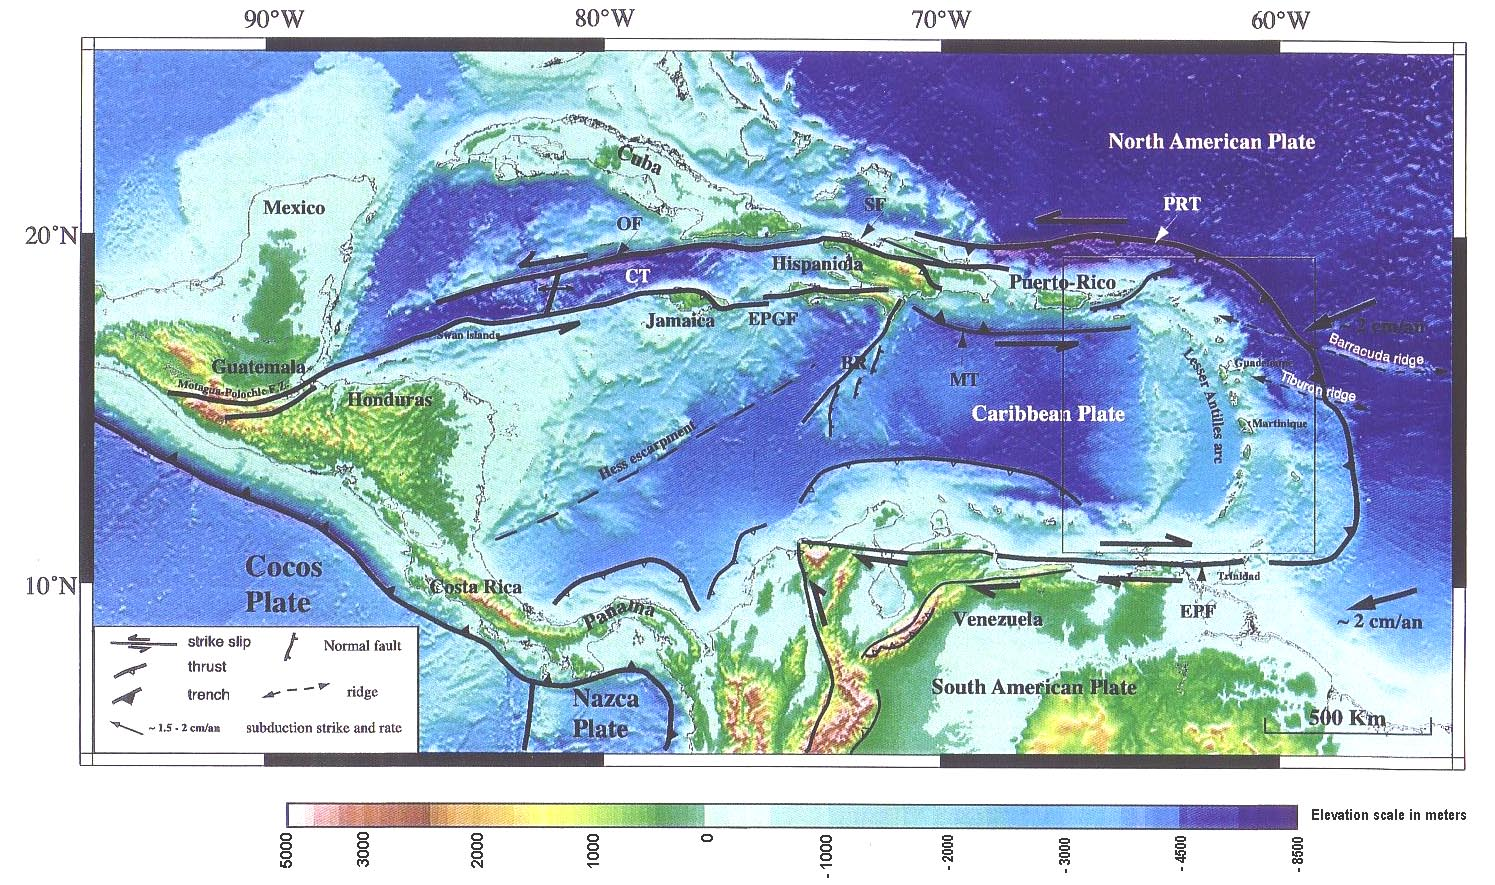 90°W
80°W
70°W
60°W
20°N
10°N
North American Plate
Cuba
Mexico
SF
PRT
OF
CT
Hispaniola
Puerto-Rico
Jamaica
EPGF
Swan islands
~ 2 cm/an
Barracuda ridge
Guatemala
Motagua-Polochic F.Z.
Honduras
BR
MT
Guadeloupe
Tiburon ridge
Lesser Antilles arc
Caribbean Plate
Martinique
Hess escarpment
Cocos
Plate
Costa Rica
Panama
Trinidad
Venezuela
EPF
~ 2 cm/an
South American Plate
Nazca
Plate
500 Km
strike slip
Normal fault
thrust
trench
ridge
~ 1.5 - 2 cm/an
subduction strike and rate
Elevation scale in meters
5000
3000
2000
1000
0
- 1000
- 2000
- 3000
- 4500
- 8500